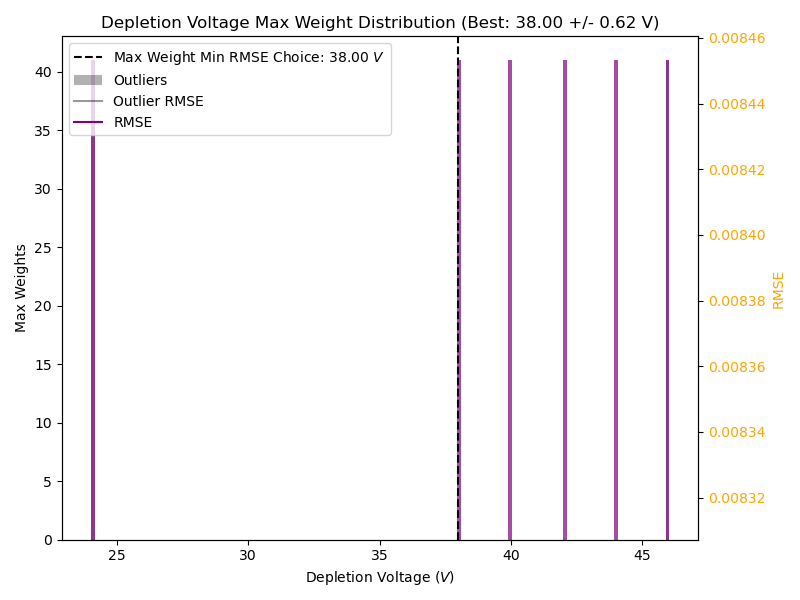 Depletion Voltage Max Weight Distribution (Best: 38.00 +/- 0.62 V)
Max Weight Min RMSE Choice: 38.00 V
Outliers
Outlier RMSE
RMSE
Max Weights
40
35
30
25
20
15
10
5
0
0.00846
0.00844
0.00842
0.00840
0.00838
0.00836
0.00834
0.00832
RMSE
25 30 35 40 45
Depletion Voltage (V)